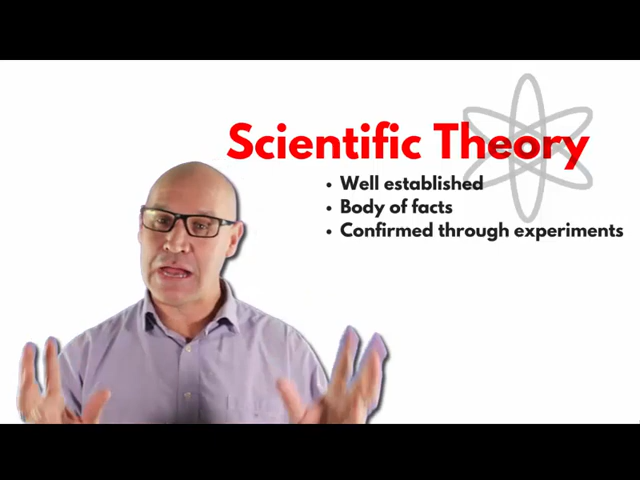 Scientific Theory
• Well established
• Body of facts
• Confirmed through experiments